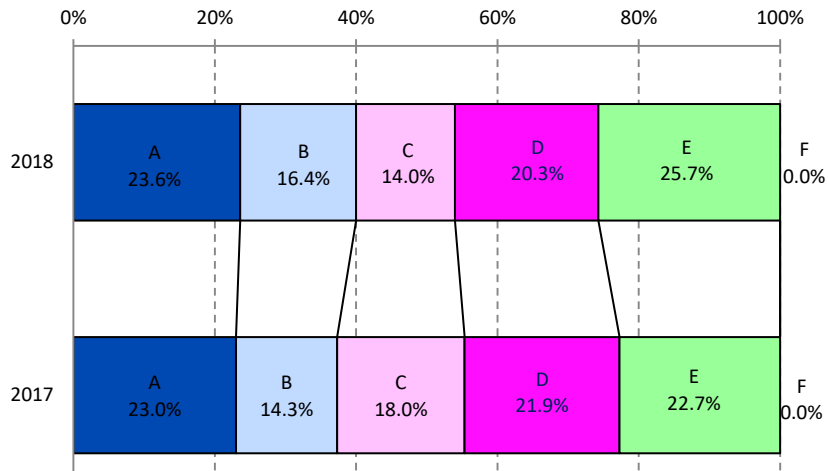 0% 20% 40% 60% 80% 100%
2018
A
23.6%
B
16.4%
C
14.0%
D
20.3%
E
25.7%
F
0.0%
2017
A
23.0%
B
14.3%
C
18.0%
D
21.9%
E
22.7%
F
0.0%